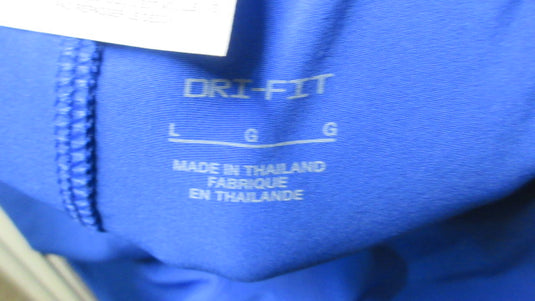 DRI-FIT
L G G
MADE IN THAILAND
FABRIQUE
EN THAILANDE